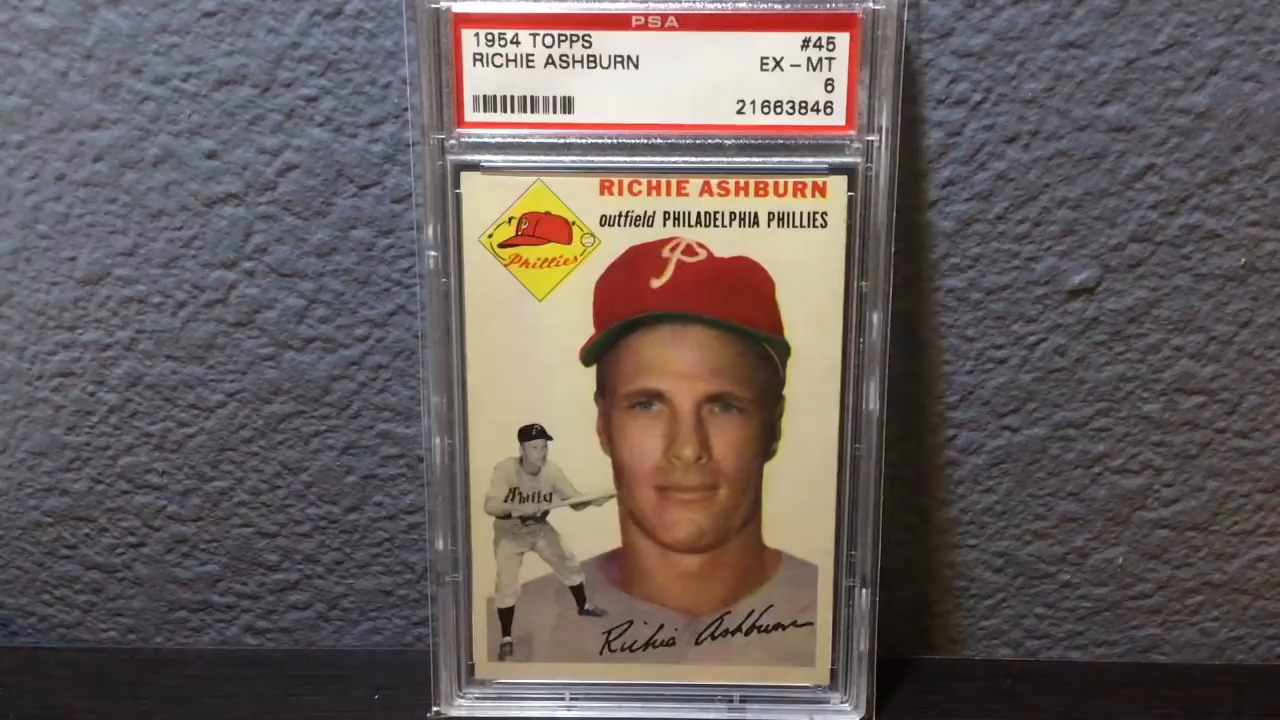 PSA
1954 TOPPS #45
RICHIE ASHBURN EX - MT
6
21663846
RICHIE ASHBURN
outfield PHILADELPHIA PHILLIES
P
Phillies
P
P
Phillies
Richie Ashburn